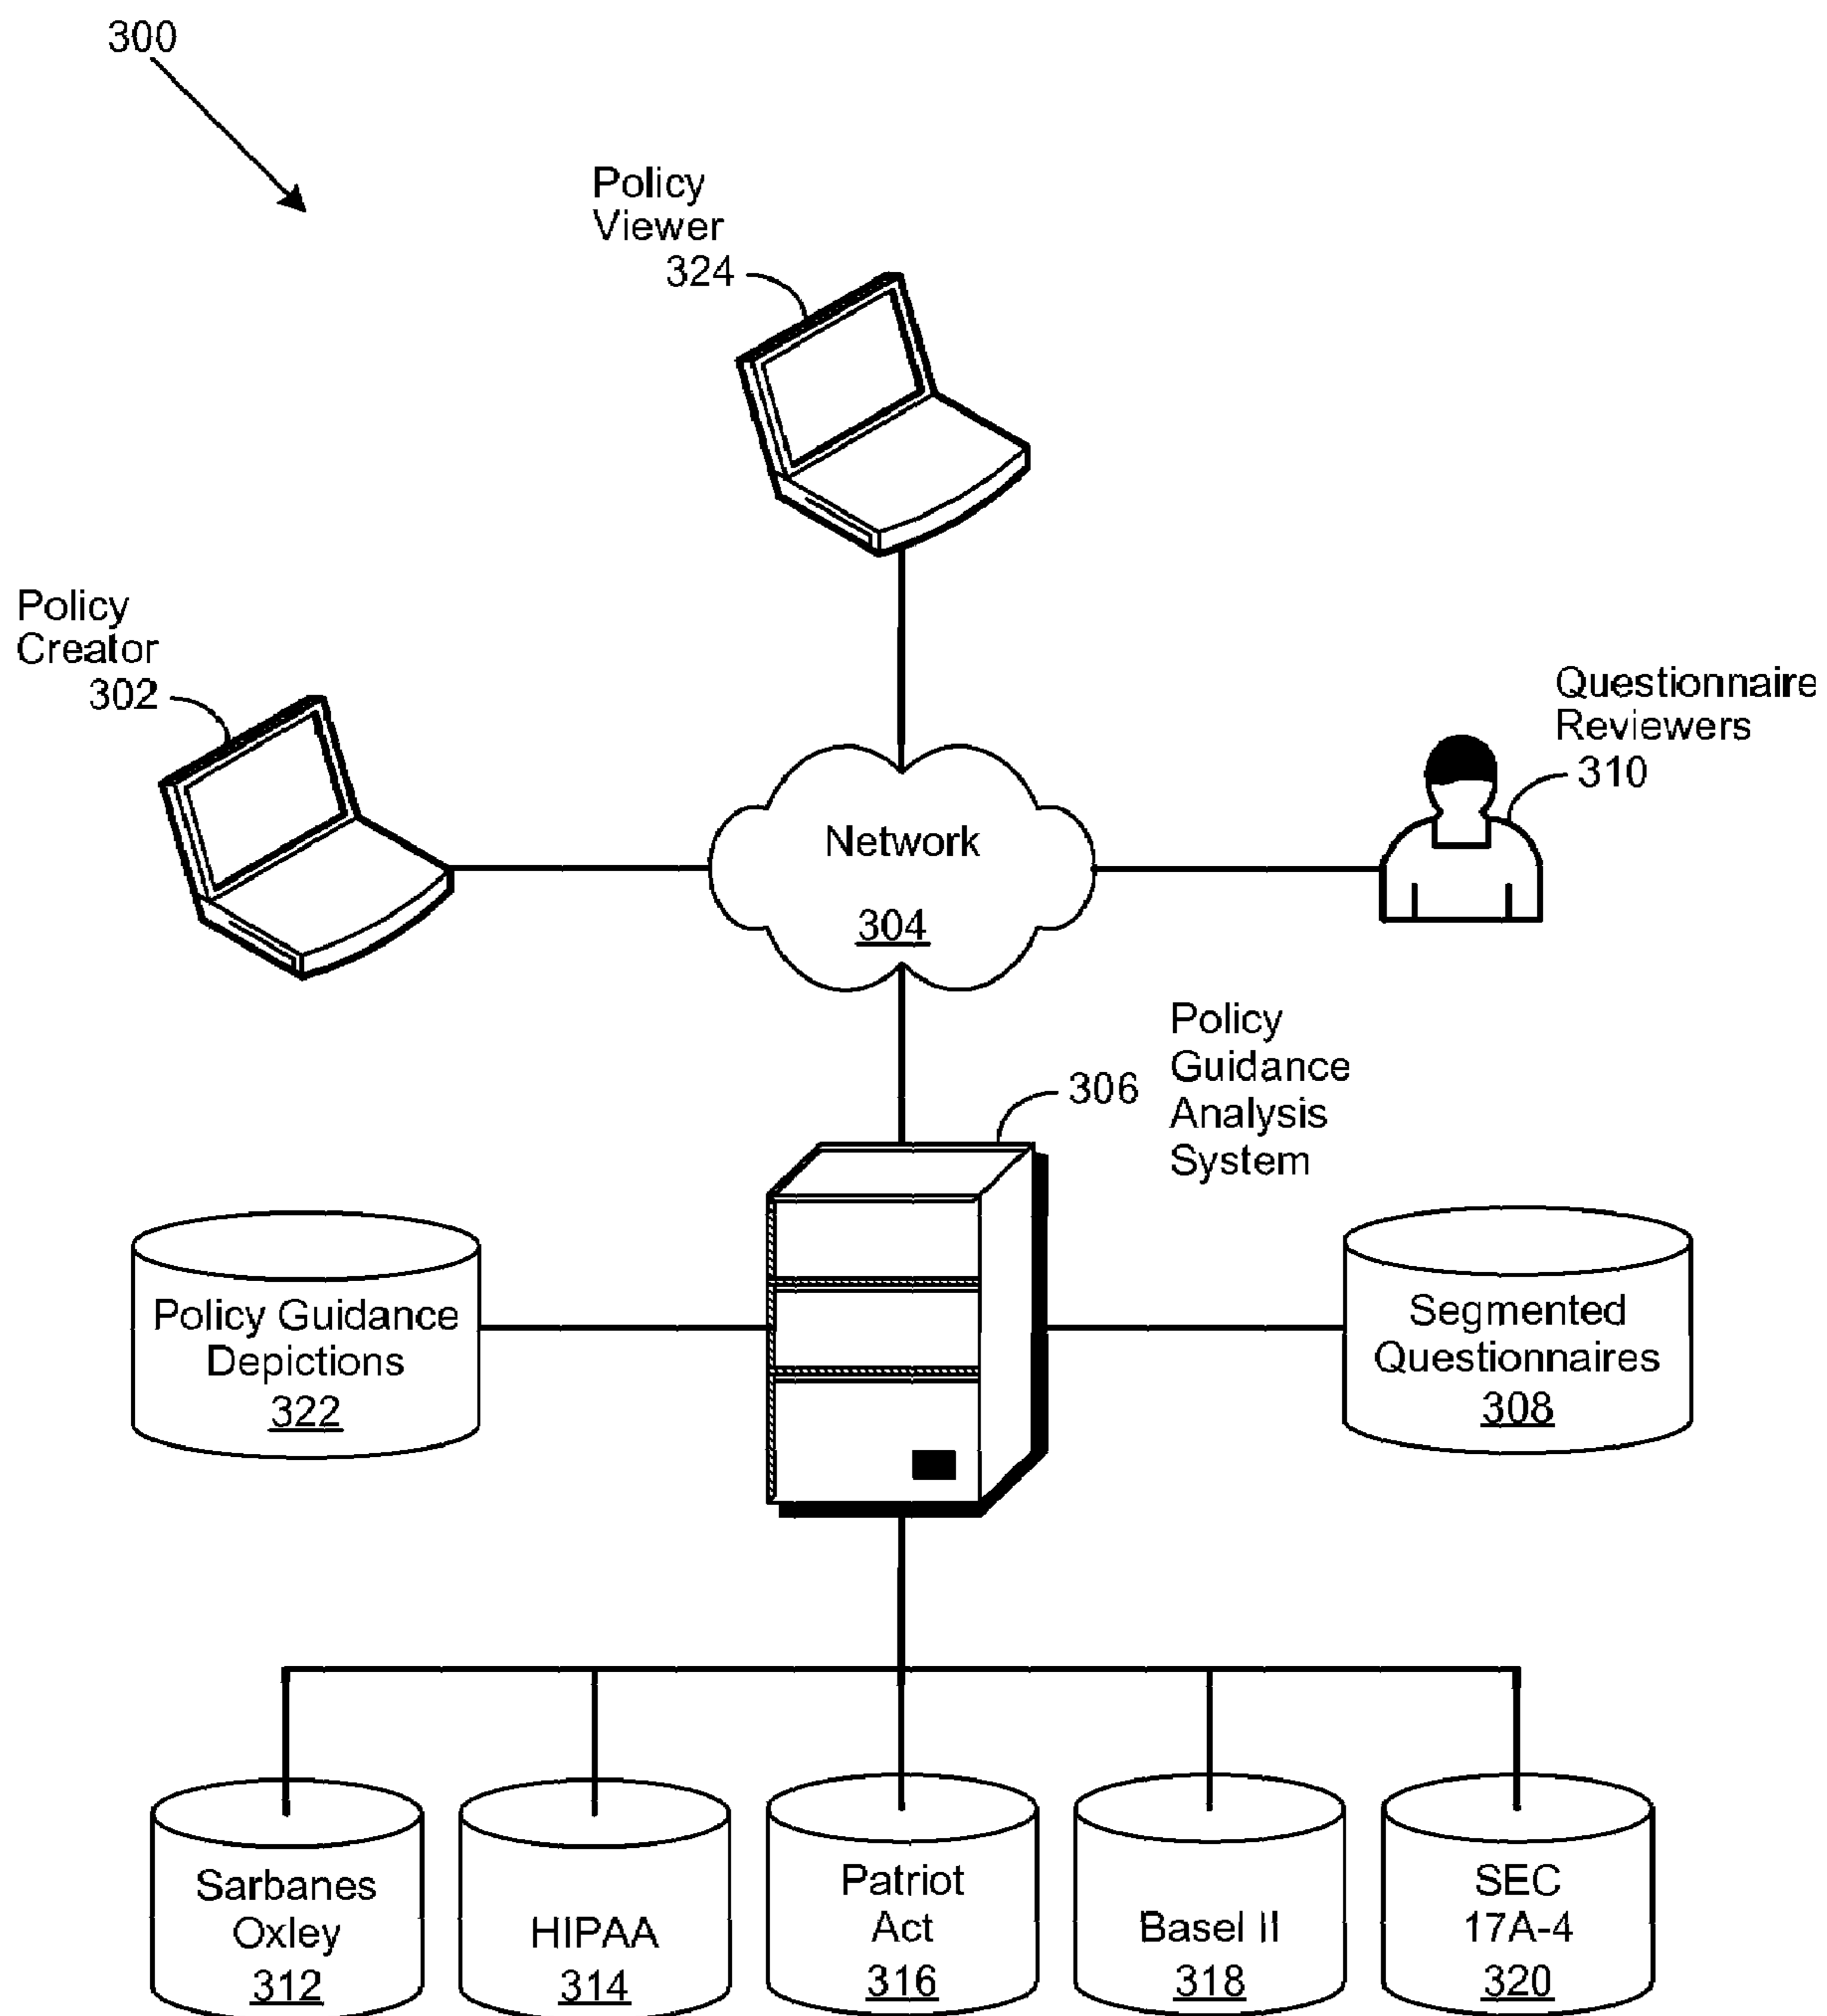 300
Policy
Viewer
324
Policy
Creator
302
Questionnaire
Reviewers
310
Network
304
306
Policy
Guidance
Analysis
System
Policy Guidance
Depictions
322
Segmented
Questionnaires
308
Sarbanes
Oxley
312
HIPAA
314
Patriot
Act
316
Basel II
318
SEC
17A-4
320